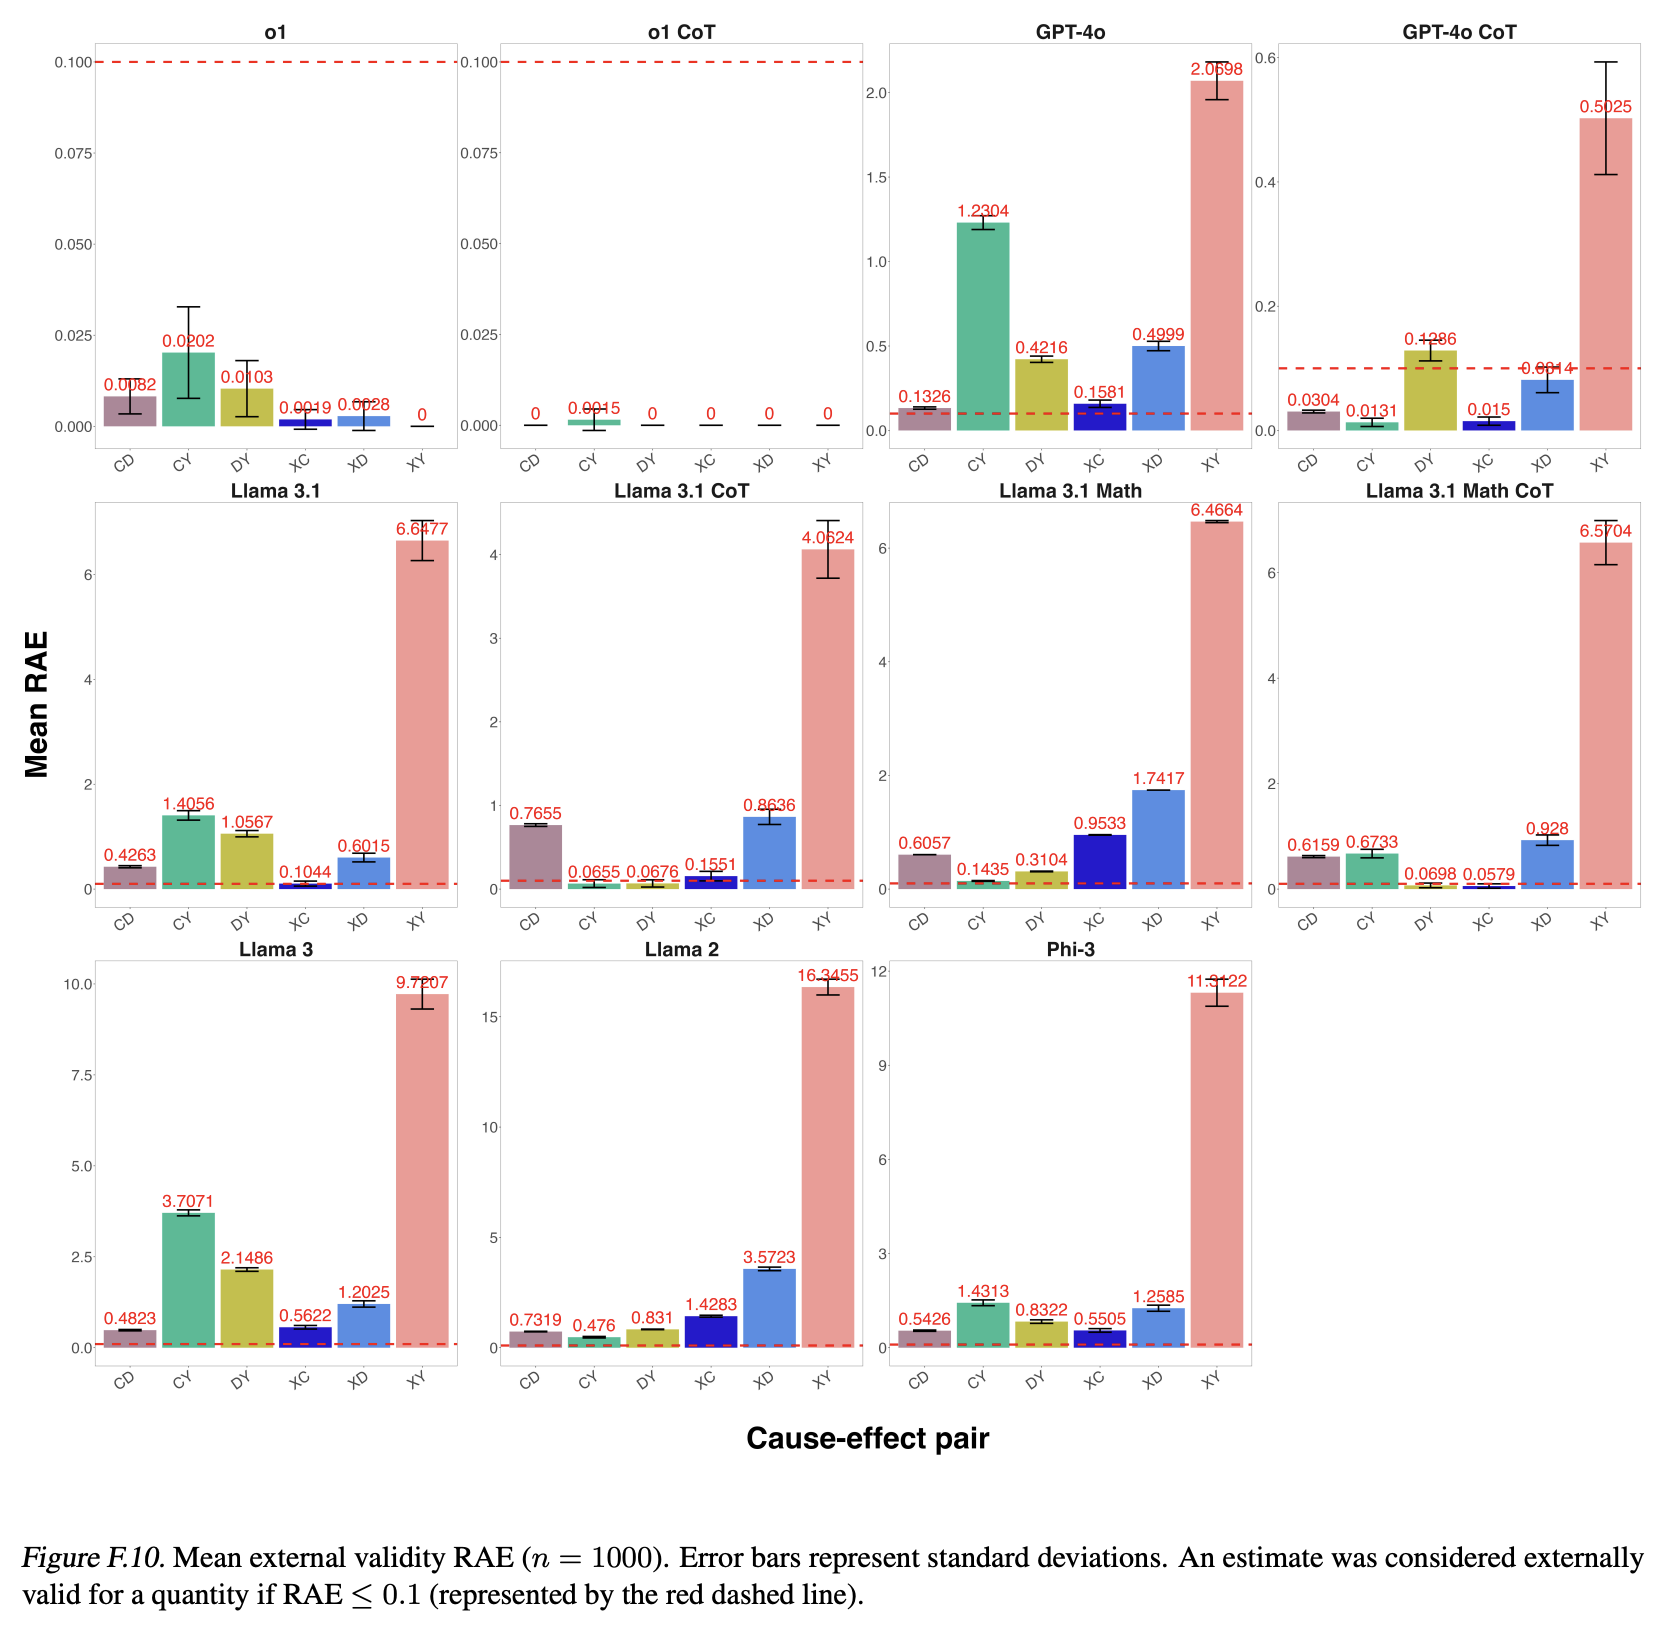 o1
0.100
0.075
0.050
0.025
0.000
0.0082
0.0202
0.0103
0.0019
0.0028
0
CD
CY
DY
XC
XD
XY
o1 CoT
0.100
0.075
0.050
0.025
0.000
0
0.0015
0
0
0
0
CD
CY
DY
XC
XD
XY
GPT-4o
2.0
1.5
1.0
0.5
0.0
0.1326
1.2304
0.4216
0.1581
0.4999
2.0698
CD
CY
DY
XC
XD
XY
GPT-4o CoT
0.6
0.4
0.2
0.0
0.0304
0.0131
0.1286
0.015
0.0814
0.5025
CD
CY
DY
XC
XD
XY
Mean RAE
Llama 3.1
6
4
2
0
0.4263
1.4056
1.0567
0.1044
0.6015
6.6477
CD
CY
DY
XC
XD
XY
Llama 3.1 CoT
4
3
2
1
0
0.7655
0.0655
0.0676
0.1551
0.8636
4.0624
CD
CY
DY
XC
XD
XY
Llama 3.1 Math
6
4
2
0
0.6057
0.1435
0.3104
0.9533
1.7417
6.4664
CD
CY
DY
XC
XD
XY
Llama 3.1 Math CoT
6
4
2
0
0.6159
0.6733
0.0698
0.0579
0.928
6.5704
CD
CY
DY
XC
XD
XY
Llama 3
10.0
7.5
5.0
2.5
0.0
0.4823
3.7071
2.1486
0.5622
1.2025
9.7207
CD
CY
DY
XC
XD
XY
Llama 2
15
10
5
0
0.7319
0.476
0.831
1.4283
3.5723
16.3455
CD
CY
DY
XC
XD
XY
Phi-3
12
9
6
3
0
0.5426
1.4313
0.8322
0.5505
1.2585
11.3122
CD
CY
DY
XC
XD
XY
Cause-effect pair
Figure F.10. Mean external validity RAE (n = 1000). Error bars represent standard deviations. An estimate was considered externally
valid for a quantity if RAE ≤ 0.1 (represented by the red dashed line).